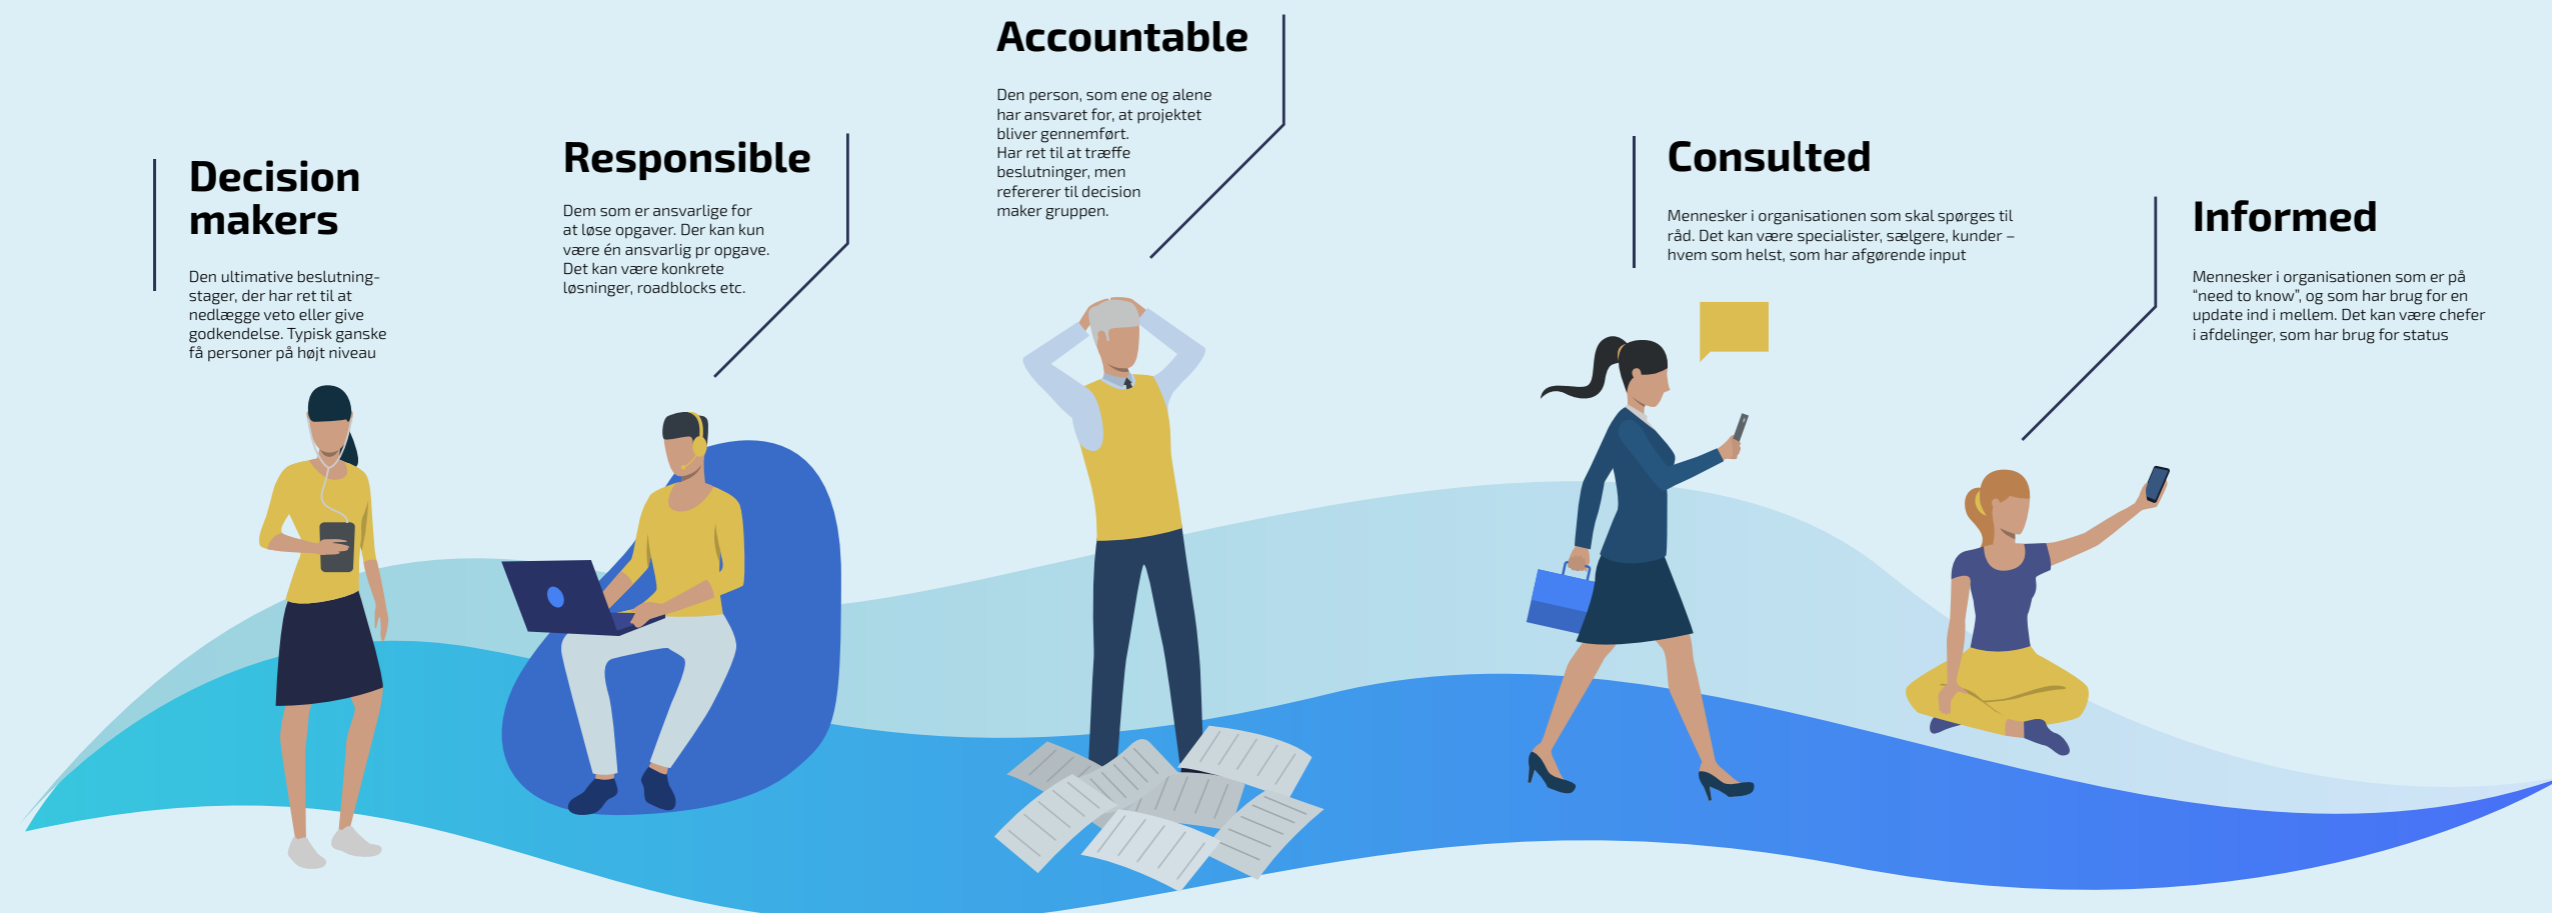 Decision
makers
Den ultimative beslutning-
stager, der har ret til at
nedlægge veto eller give
godkendelse. Typisk ganske
få personer på højt niveau
Responsible
Dem som er ansvarlige for
at løse opgaver. Der kan kun
være én ansvarlig pr opgave.
Det kan være konkrete
løsninger, roadblocks etc.
Accountable
Den person, som ene og alene
har ansvaret for, at projektet
bliver gennemført.
Har ret til at træffe
beslutninger, men
refererer til decision
maker gruppen.
Consulted
Mennesker i organisationen som skal spørges til
råd. Det kan være specialister, sælgere, kunder –
hvem som helst, som har afgørende input
Informed
Mennesker i organisationen som er på
“need to know”, og som har brug for en
update ind i mellem. Det kan være chefer
i afdelinger, som har brug for status